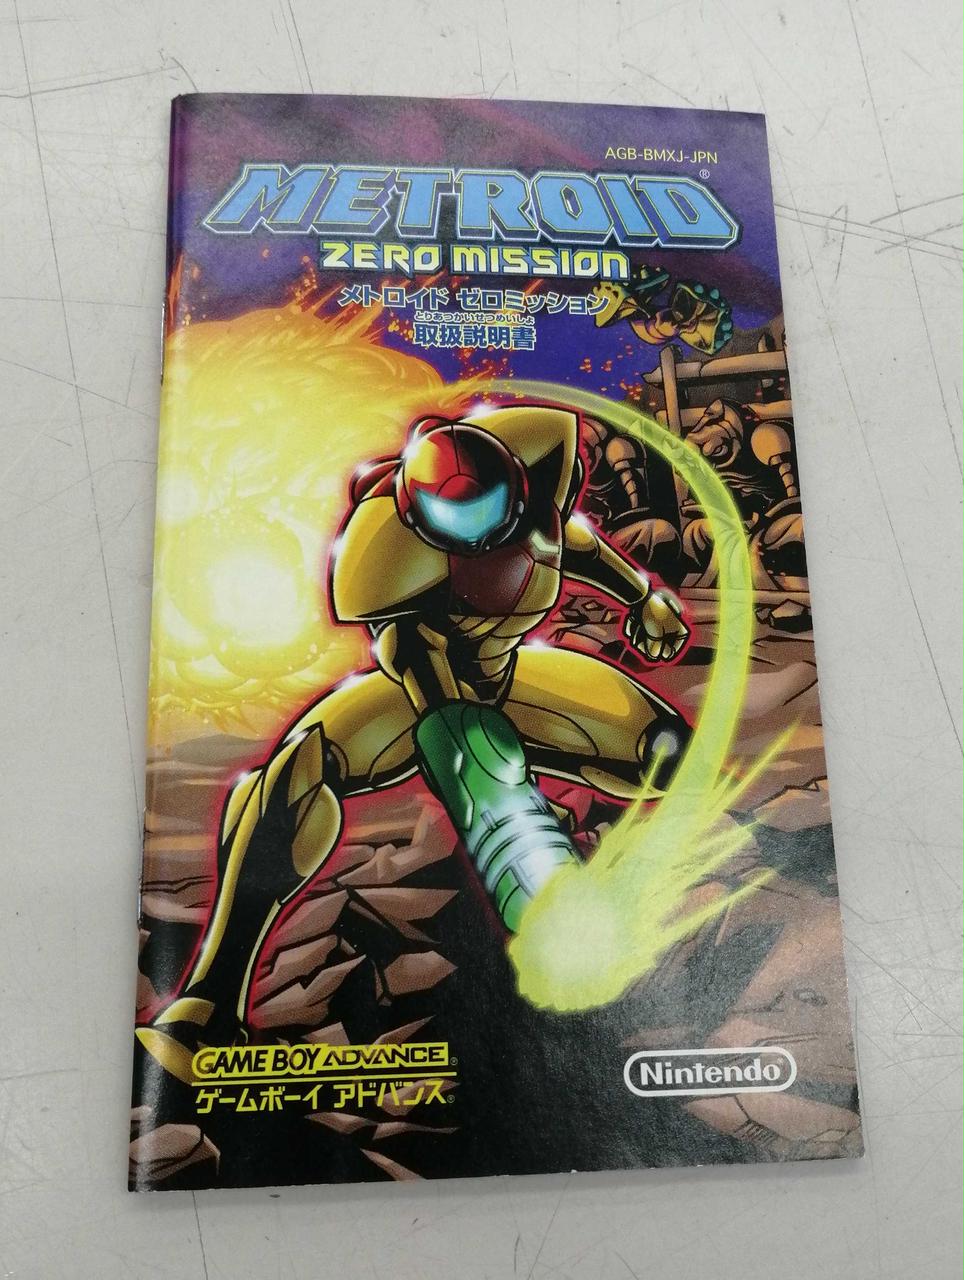 AGB-BMXJ-JPN
METROID®
ZERO MISSION
メトロイド ゼロミッション
とりあつかいせつめいしょ
取扱説明書
GAME BOY ADVANCE®
ゲームボーイ アドバンス®
Nintendo®